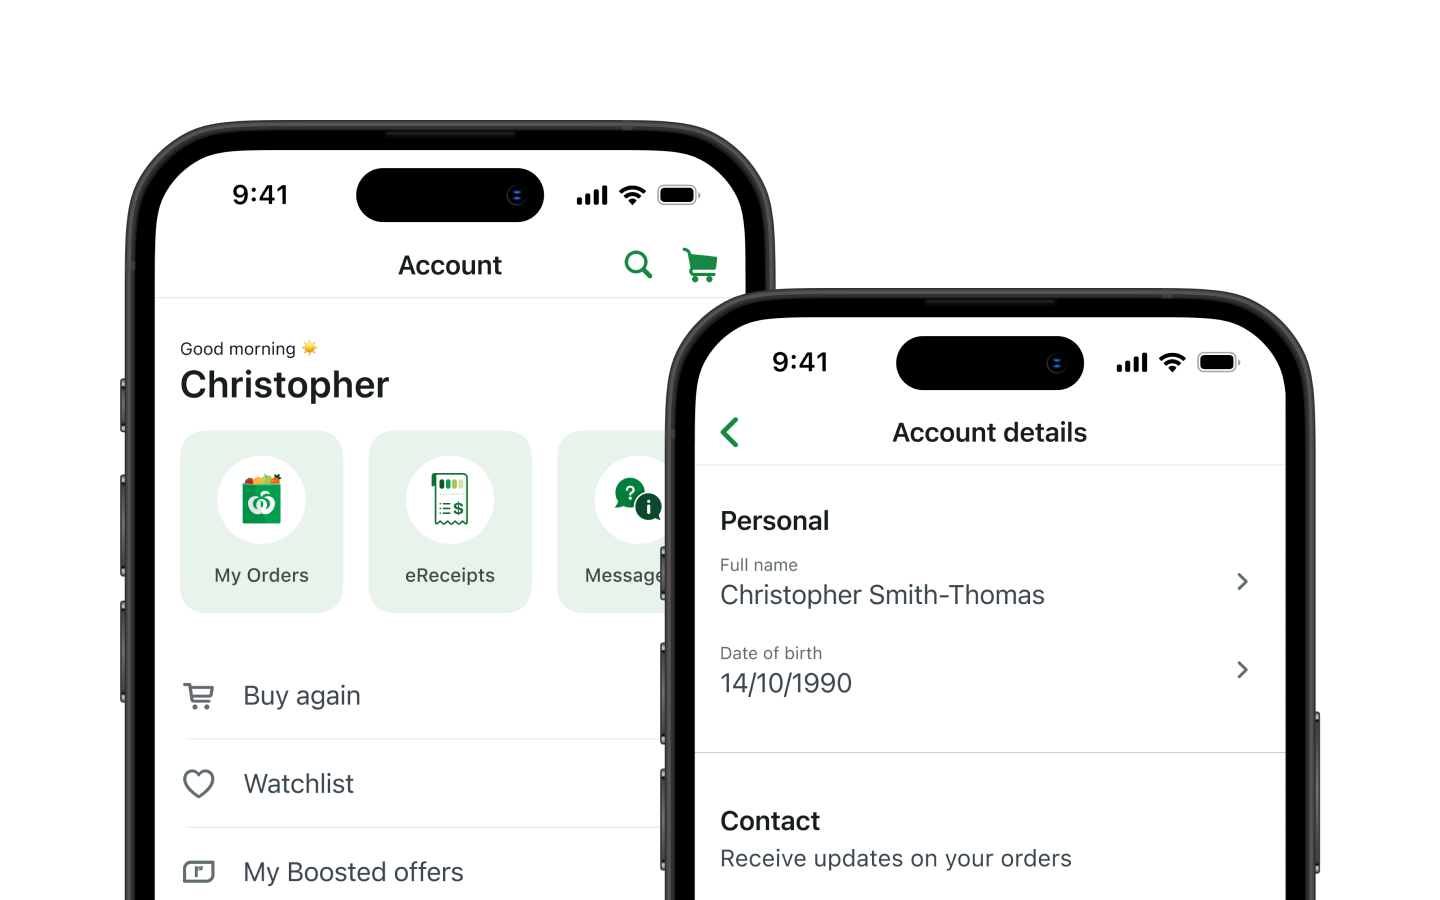 9:41
Account
Good morning
Christopher
My Orders
eReceipts
Message
Buy again
Watchlist
My Boosted offers
9:41
Account details
Personal
Full name
Christopher Smith-Thomas
Date of birth
14/10/1990
Contact
Receive updates on your orders